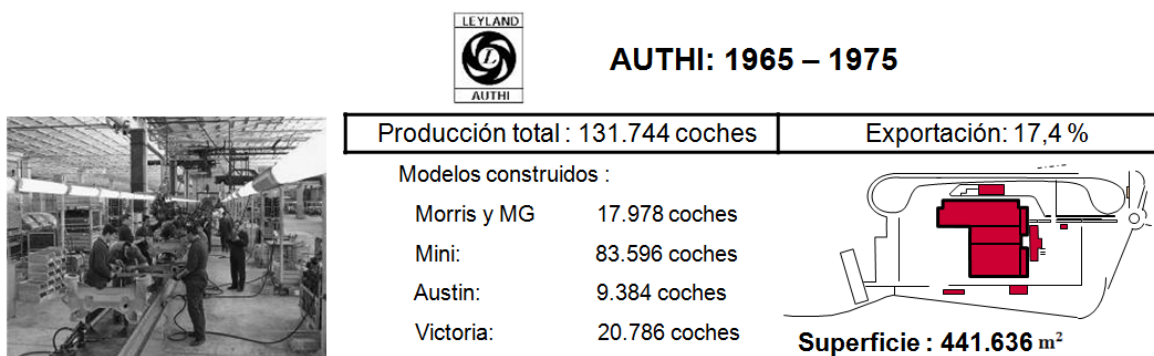 LEYLAND
L
AUTHI
AUTHI: 1965 – 1975
Producción total : 131.744 coches
Exportación: 17,4 %
Modelos construidos :
Morris y MG 17.978 coches
Mini: 83.596 coches
Austin: 9.384 coches
Victoria: 20.786 coches
Superficie : 441.636 m²